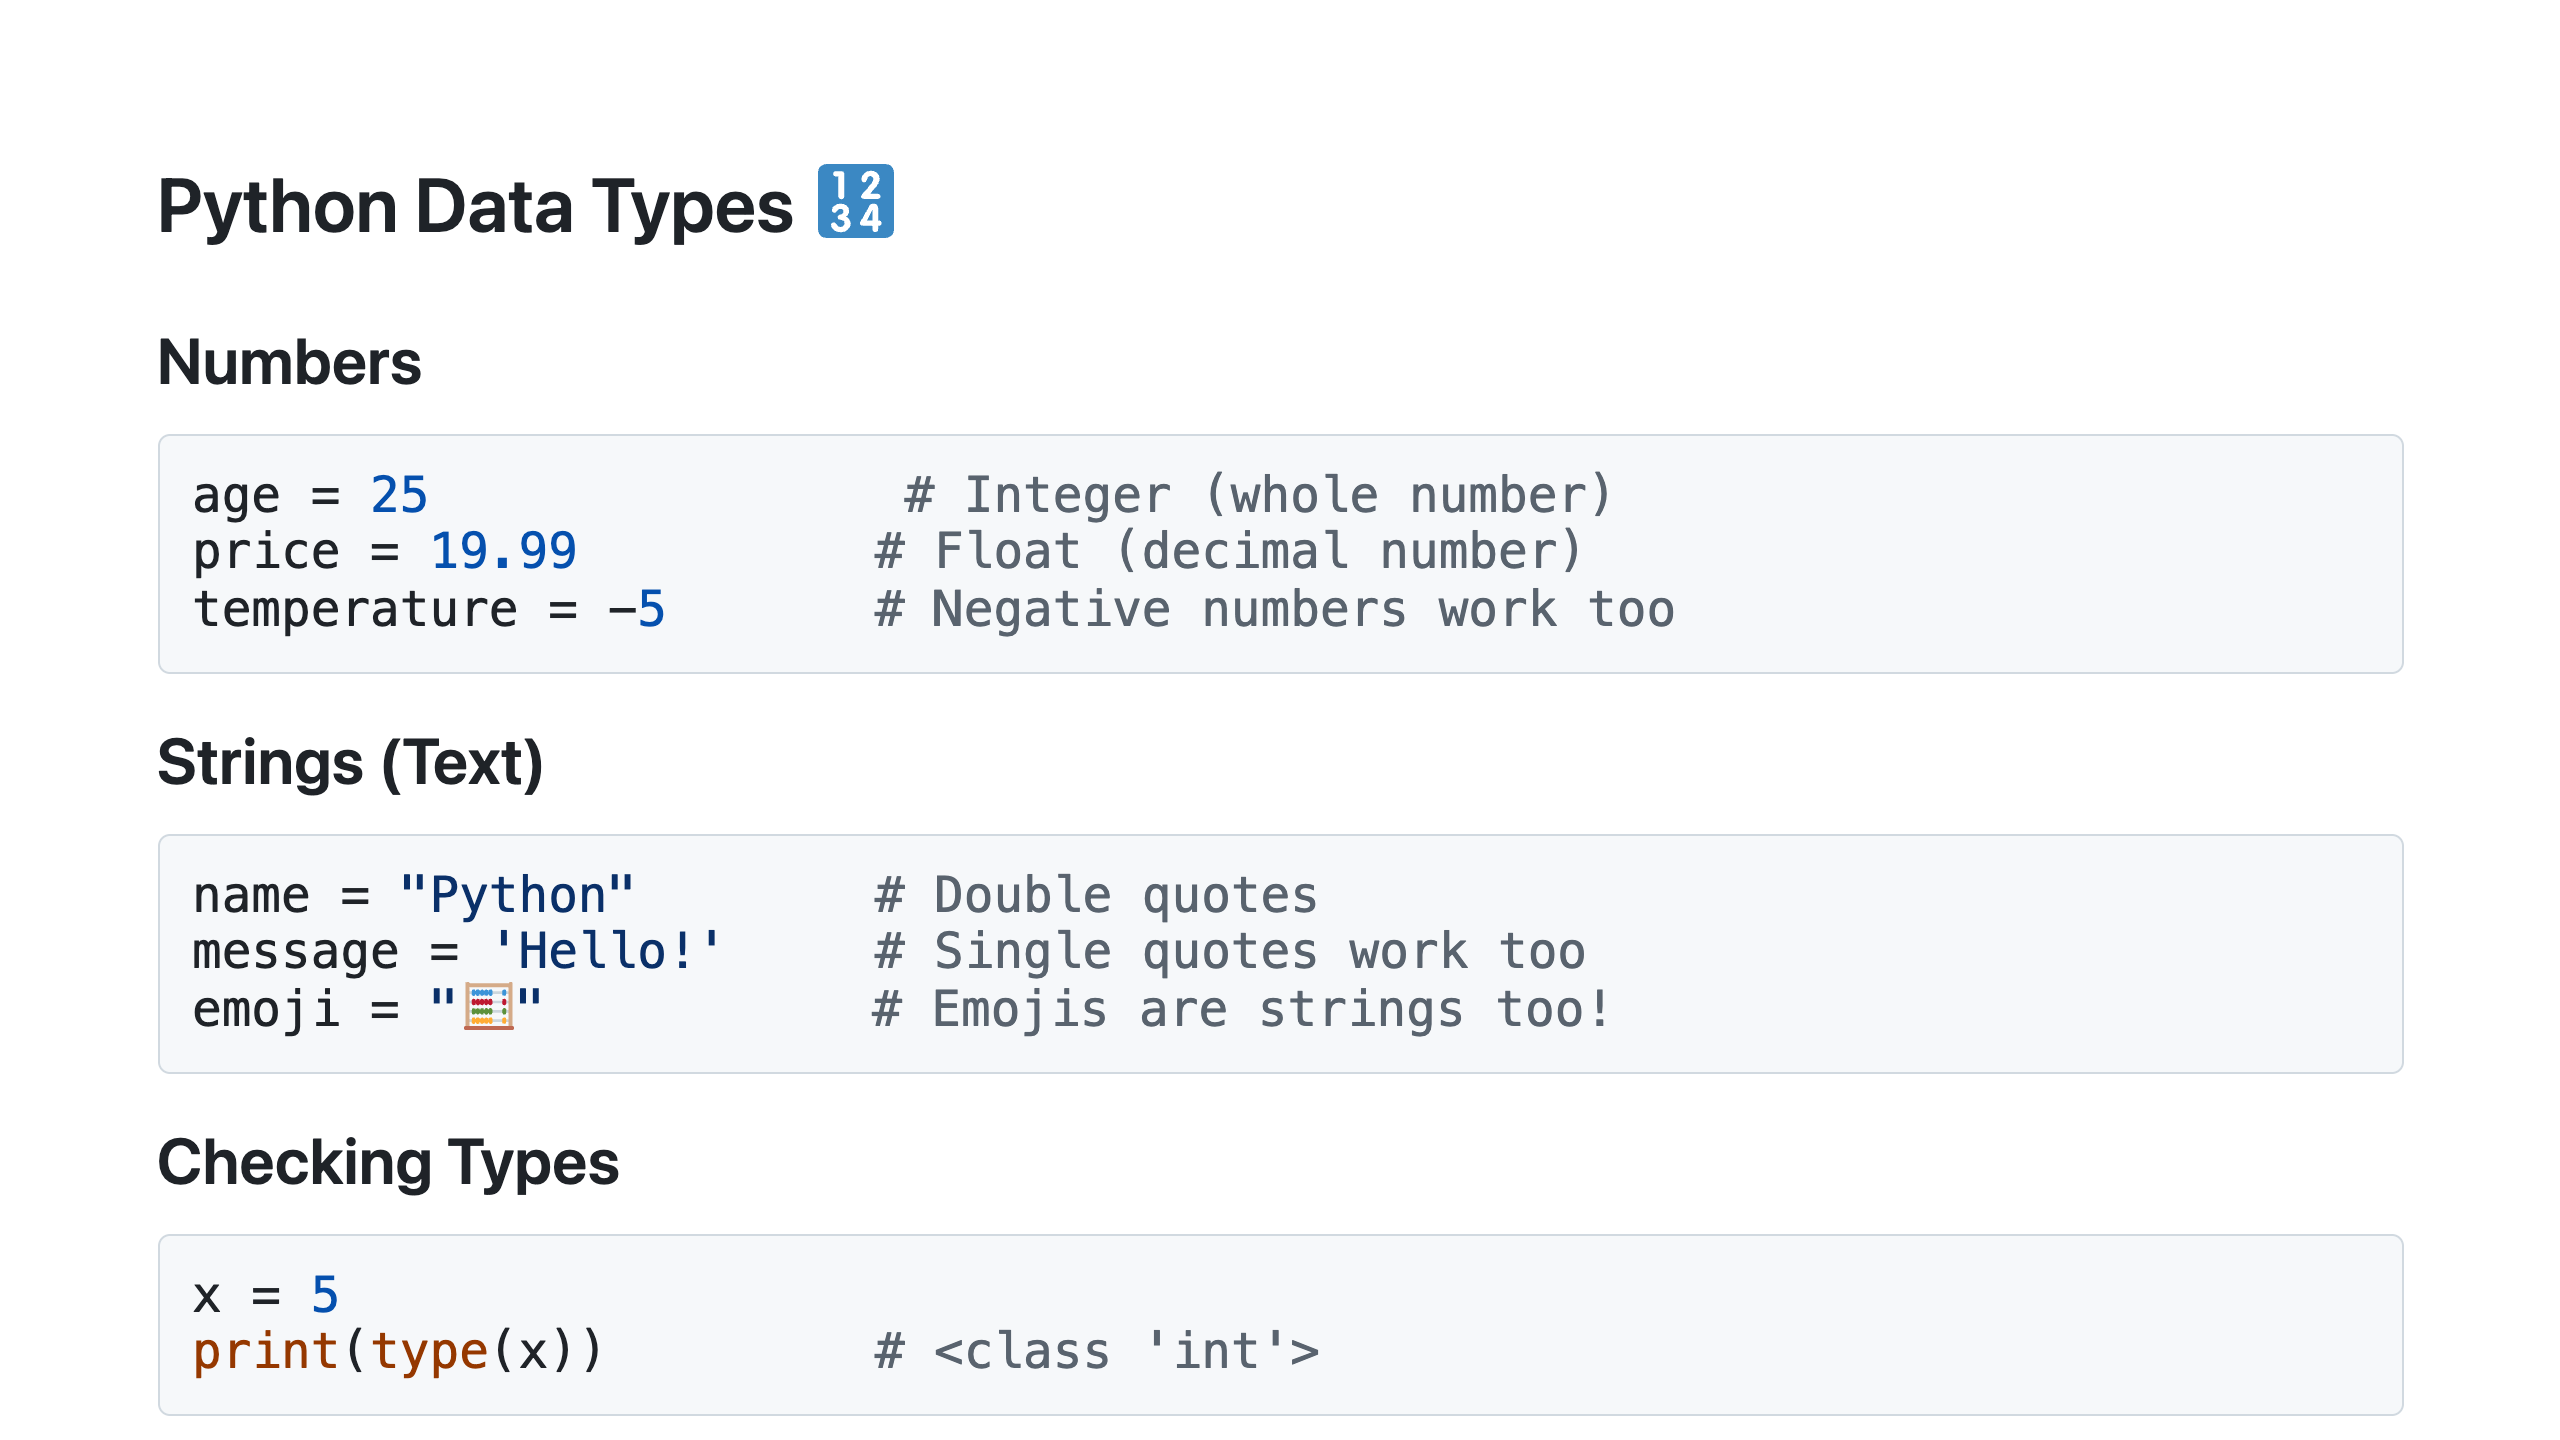 Python Data Types 🔢
Numbers
age = 25                # Integer (whole number)
price = 19.99          # Float (decimal number)
temperature = -5       # Negative numbers work too
Strings (Text)
name = "Python"        # Double quotes
message = 'Hello!'     # Single quotes work too
emoji = "🧮"           # Emojis are strings too!
Checking Types
x = 5
print(type(x))         # <class 'int'>